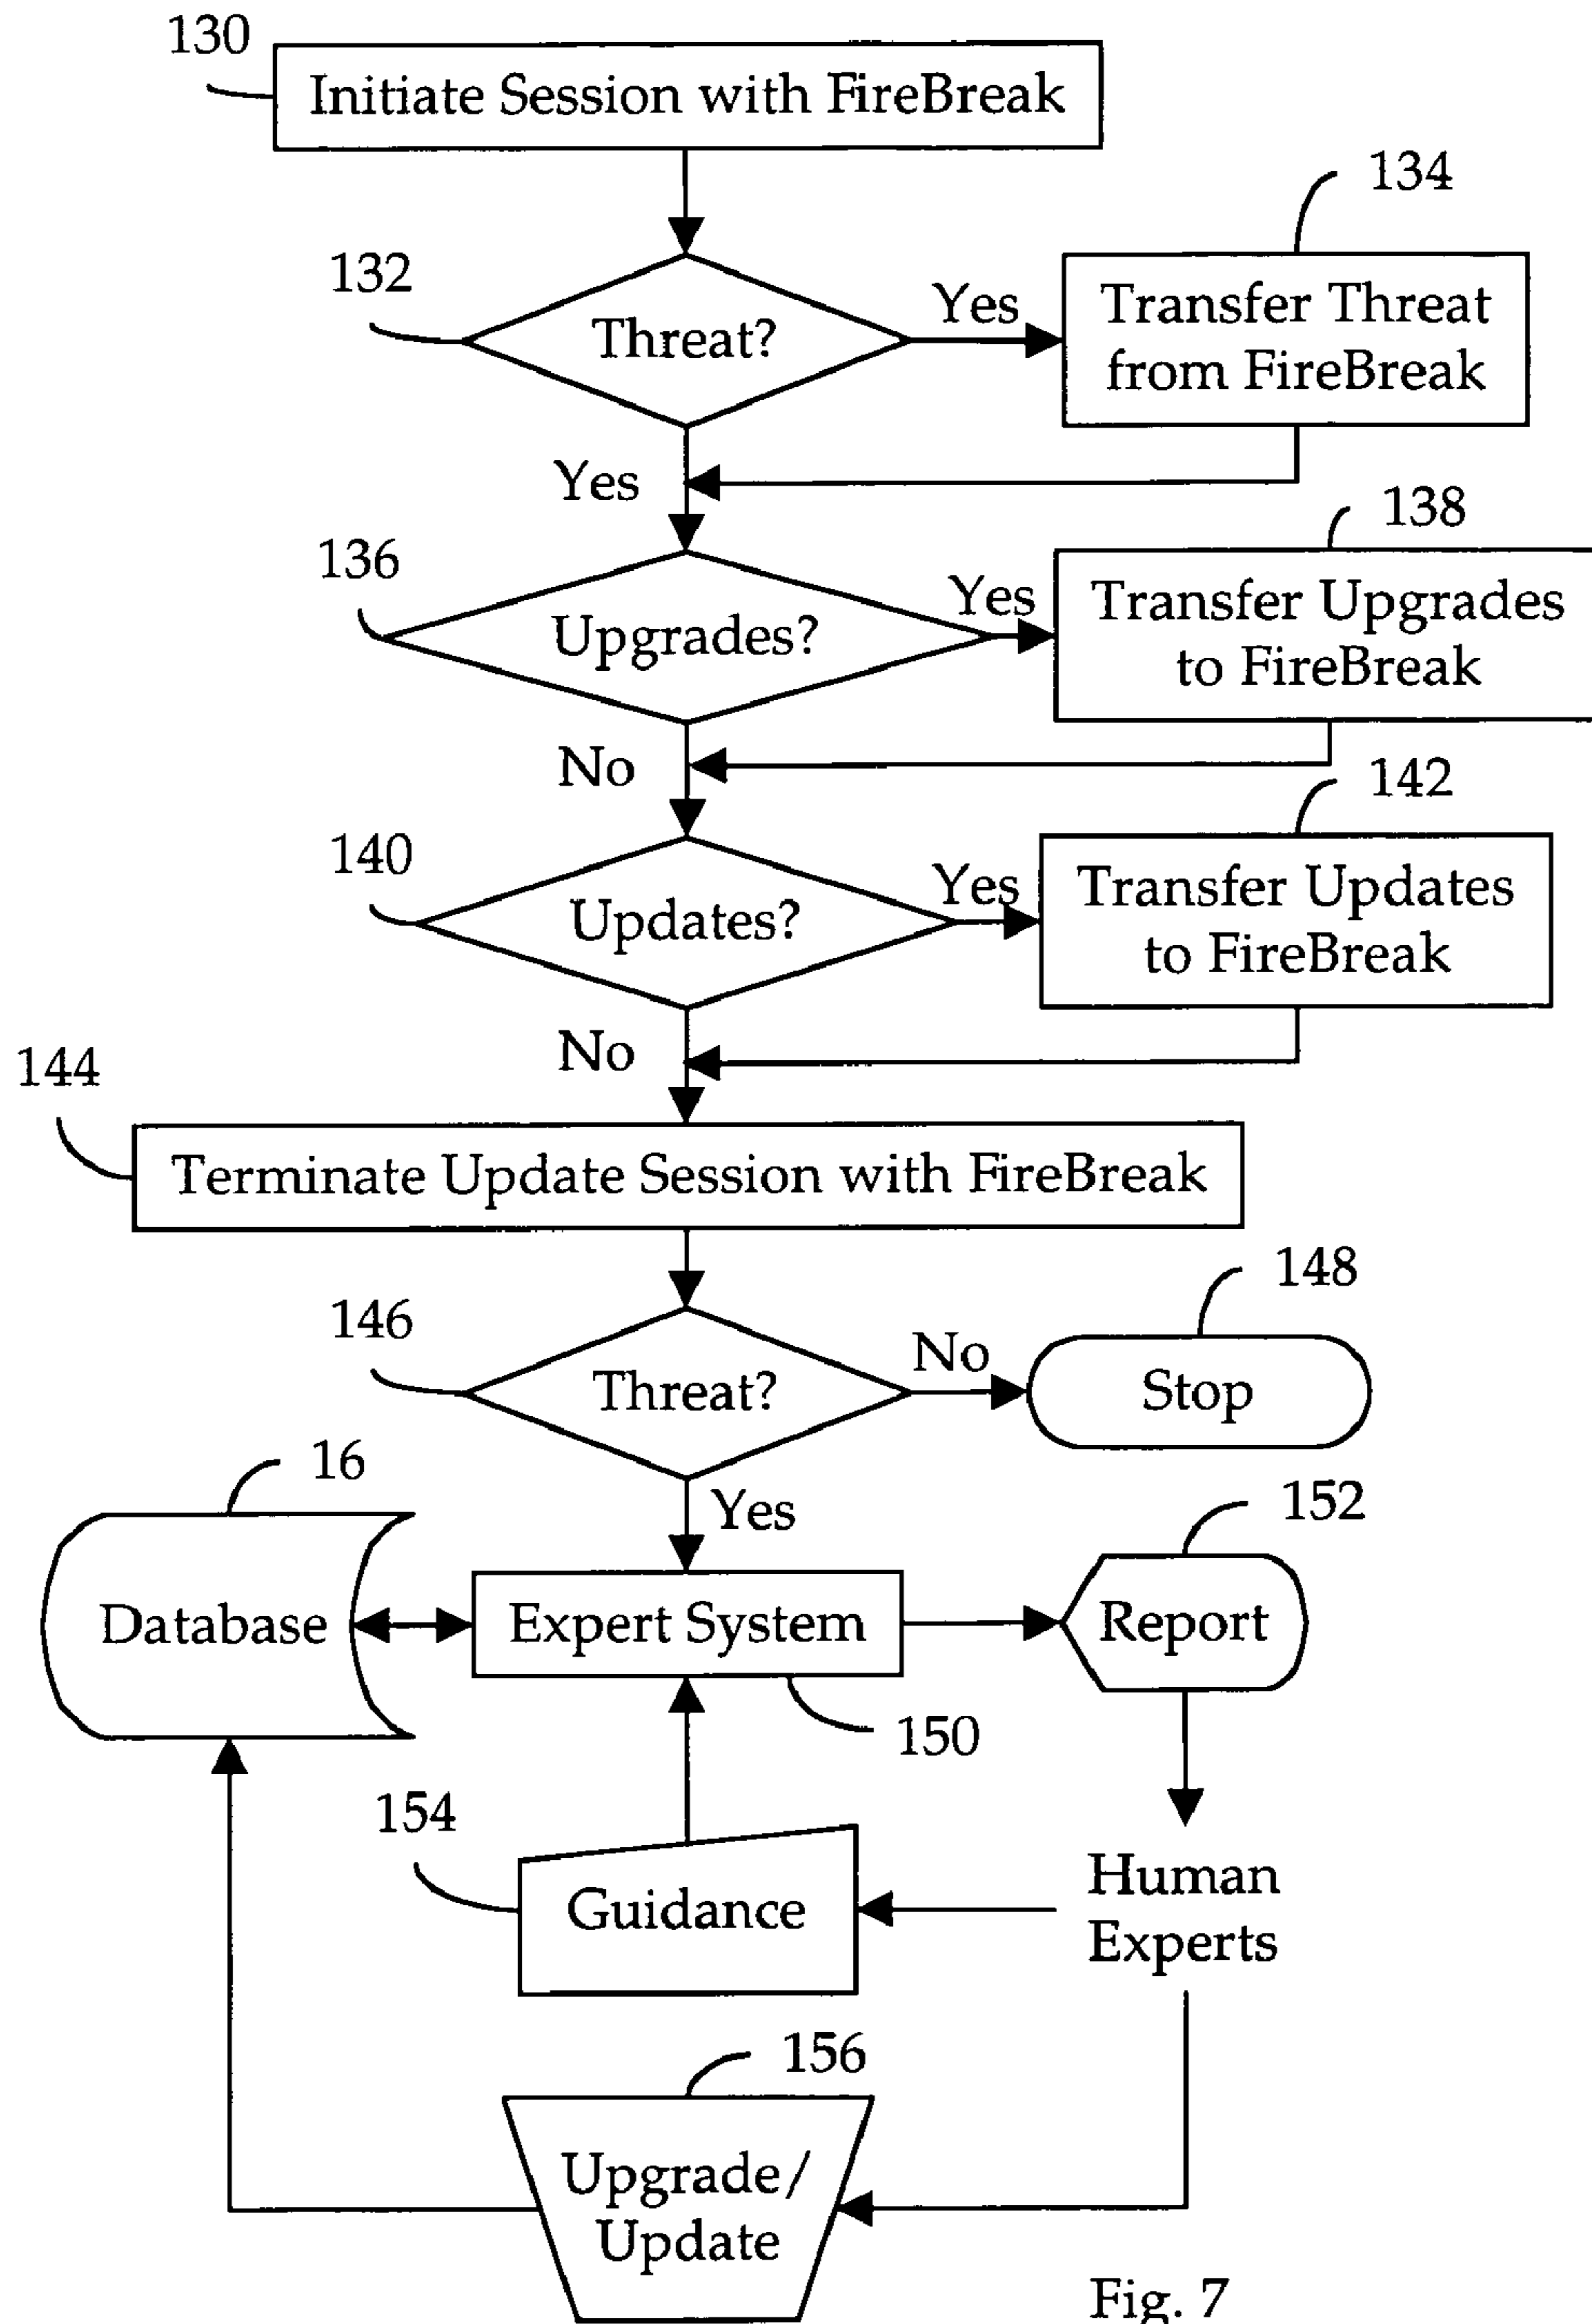 130
Initiate Session with FireBreak
134
132
Threat?
Yes
Transfer Threat
from FireBreak
Yes
138
136
Upgrades?
Yes
Transfer Upgrades
to FireBreak
No
142
140
Updates?
Yes
Transfer Updates
to FireBreak
No
144
Terminate Update Session with FireBreak
148
146
Threat?
No
Stop
16
Yes
152
Database
Expert System
Report
150
154
Guidance
Human
Experts
156
Upgrade/
Update
Fig. 7